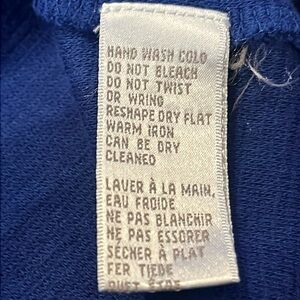 HAND WASH COLD
DO NOT BLEACH
DO NOT TWIST
OR WRING
RESHAPE DRY FLAT
WARM IRON
CAN BE DRY
CLEANED
LAVER À LA MAIN,
EAU FROIDE
NE PAS BLANCHIR
NE PAS ESSORER
SÉCHER À PLAT
FER TIEDE